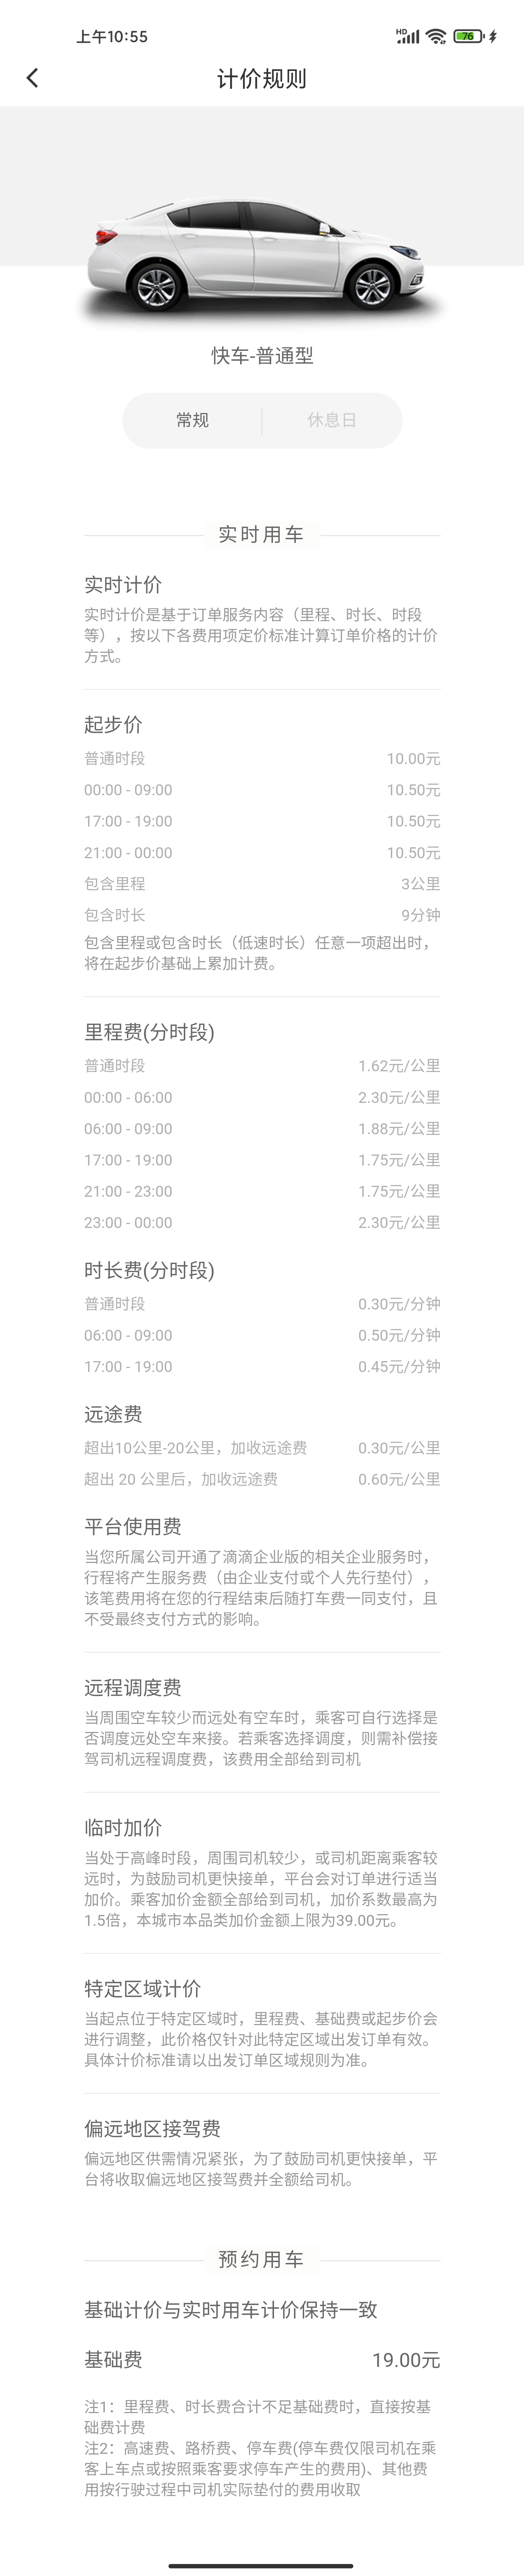 上午10:55
HD
76
计价规则
快车-普通型
常规
休息日
实时用车
实时计价
实时计价是基于订单服务内容（里程、时长、时段
等），按以下各费用项定价标准计算订单价格的计价
方式。
起步价
普通时段 10.00元
00:00 - 09:00 10.50元
17:00 - 19:00 10.50元
21:00 - 00:00 10.50元
包含里程 3公里
包含时长 9分钟
包含里程或包含时长（低速时长）任意一项超出时，
将在起步价基础上累加计费。
里程费(分时段)
普通时段 1.62元/公里
00:00 - 06:00 2.30元/公里
06:00 - 09:00 1.88元/公里
17:00 - 19:00 1.75元/公里
21:00 - 23:00 1.75元/公里
23:00 - 00:00 2.30元/公里
时长费(分时段)
普通时段 0.30元/分钟
06:00 - 09:00 0.50元/分钟
17:00 - 19:00 0.45元/分钟
远途费
超出10公里-20公里，加收远途费 0.30元/公里
超出 20 公里后，加收远途费 0.60元/公里
平台使用费
当您所属公司开通了滴滴企业版的相关企业服务时，
行程将产生服务费（由企业支付或个人先行垫付），
该笔费用将在您的行程结束后随打车费一同支付，且
不受最终支付方式的影响。
远程调度费
当周围空车较少而远处有空车时，乘客可自行选择是
否调度远处空车来接。若乘客选择调度，则需补偿接
驾司机远程调度费，该费用全部给到司机
临时加价
当处于高峰时段，周围司机较少，或司机距离乘客较
远时，为鼓励司机更快接单，平台会对订单进行适当
加价。乘客加价金额全部给到司机，加价系数最高为
1.5倍，本城市本品类加价金额上限为39.00元。
特定区域计价
当起点位于特定区域时，里程费、基础费或起步价会
进行调整，此价格仅针对此特定区域出发订单有效。
具体计价标准请以出发订单区域规则为准。
偏远地区接驾费
偏远地区供需情况紧张，为了鼓励司机更快接单，平
台将收取偏远地区接驾费并全额给司机。
预约用车
基础计价与实时用车计价保持一致
基础费 19.00元
注1：里程费、时长费合计不足基础费时，直接按基
础费计费
注2：高速费、路桥费、停车费(停车费仅限司机在乘
客上车点或按照乘客要求停车产生的费用)、其他费
用按行驶过程中司机实际垫付的费用收取